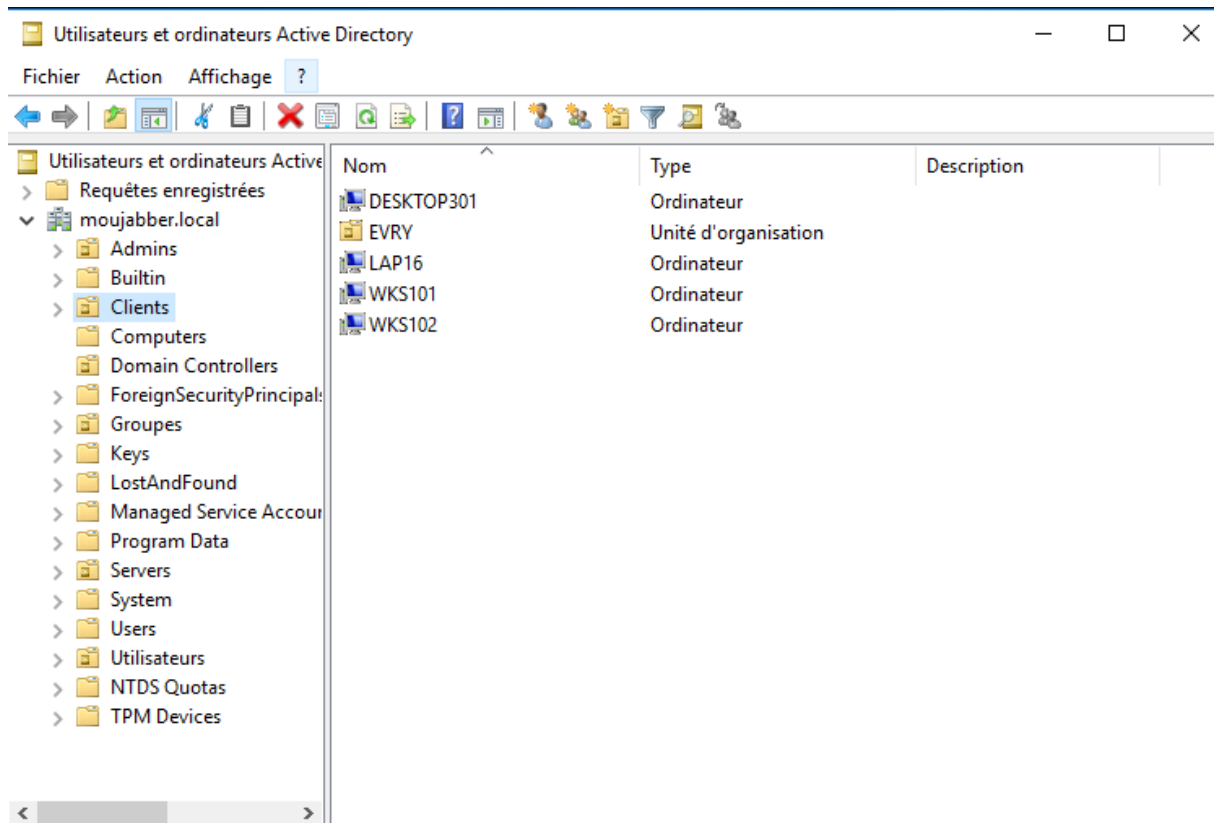 Utilisateurs et ordinateurs Active Directory
Fichier Action Affichage ?
Utilisateurs et ordinateurs Active
Requêtes enregistrées
moujabber.local
Admins
Builtin
Clients
Computers
Domain Controllers
ForeignSecurityPrincipals
Groupes
Keys
LostAndFound
Managed Service Accour
Program Data
Servers
System
Users
Utilisateurs
NTDS Quotas
TPM Devices
Nom Type Description
DESKTOP301 Ordinateur
EVRY Unité d'organisation
LAP16 Ordinateur
WKS101 Ordinateur
WKS102 Ordinateur